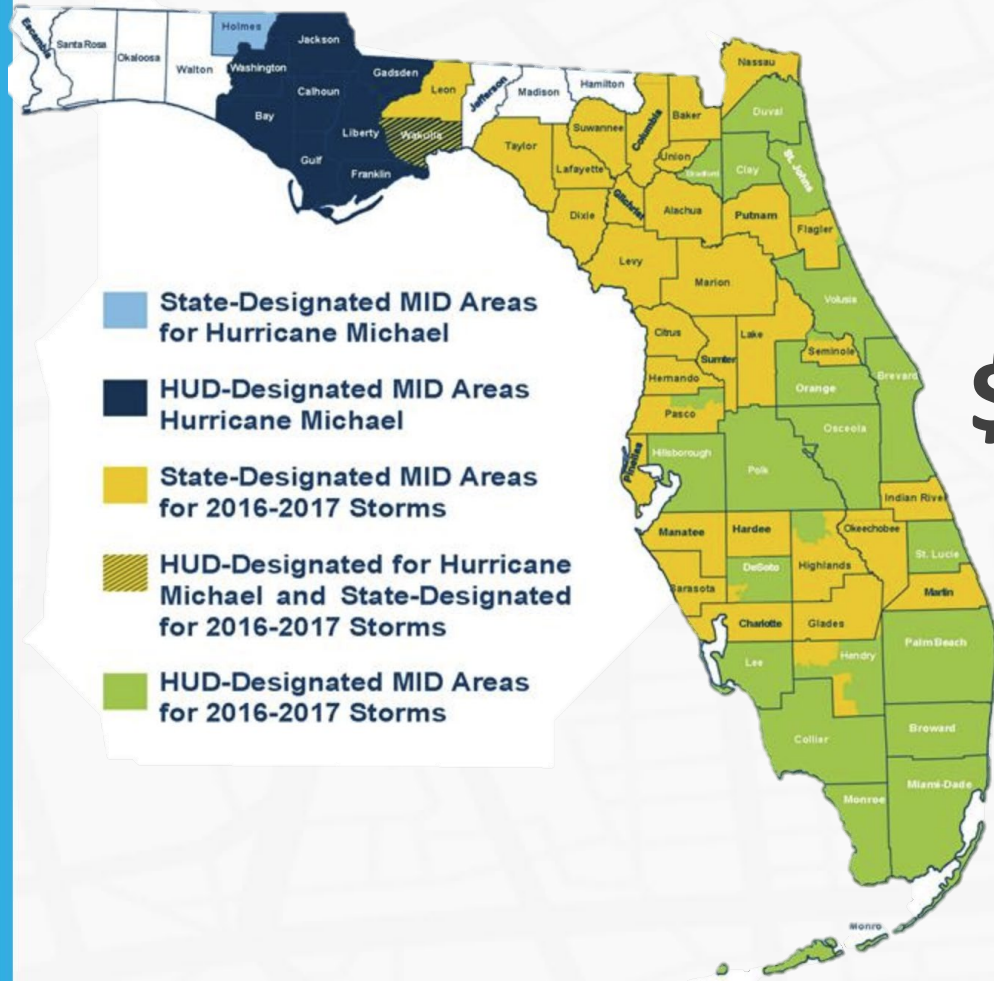 Escambia
Santa Rosa
Okaloosa
Walton
Holmes
Washington
Jackson
Bay
Calhoun
Gulf
Liberty
Gadsden
Franklin
Leon
Wakulla
Jefferson
Madison
Hamilton
Taylor
Suwannee
Lafayette
Columbia
Baker
Nassau
Duval
Union
Bradford
Clay
St. Johns
Dixie
Gilchrist
Alachua
Putnam
Flagler
Levy
Marion
Volusia
Citrus
Sumter
Lake
Seminole
Hernando
Orange
Brevard
Pasco
Osceola
Pinellas
Hillsborough
Polk
Indian River
Manatee
Hardee
Okeechobee
St. Lucie
DeSoto
Highlands
Sarasota
Martin
Charlotte
Glades
Palm Beach
Lee
Hendry
Broward
Collier
Miami-Dade
Monroe
Monro
State-Designated MID Areas
for Hurricane Michael
HUD-Designated MID Areas
Hurricane Michael
State-Designated MID Areas
for 2016-2017 Storms
HUD-Designated for Hurricane
Michael and State-Designated
for 2016-2017 Storms
HUD-Designated MID Areas
for 2016-2017 Storms
$